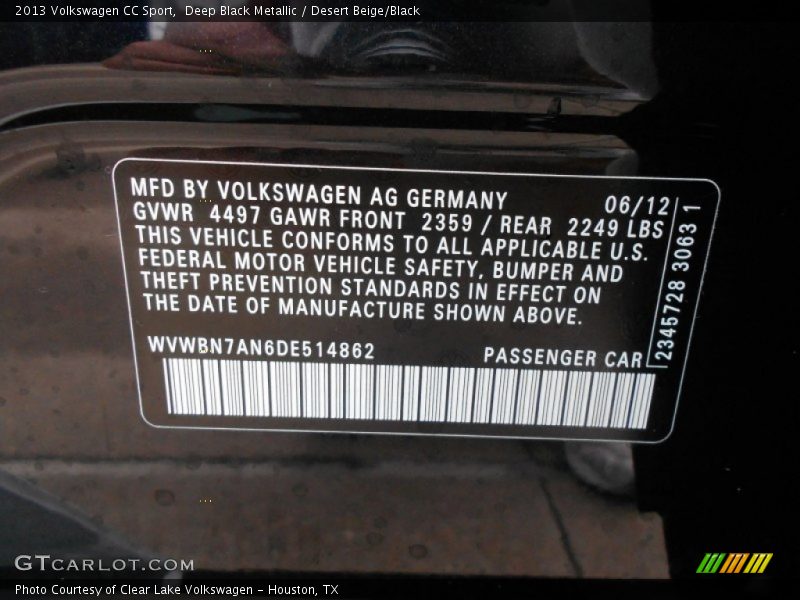 2013 Volkswagen CC Sport, Deep Black Metallic / Desert Beige/Black
MFD BY VOLKSWAGEN AG GERMANY 06/12
GVWR 4497 GAWR FRONT 2359 / REAR 2249 LBS
THIS VEHICLE CONFORMS TO ALL APPLICABLE U.S.
FEDERAL MOTOR VEHICLE SAFETY, BUMPER AND
THEFT PREVENTION STANDARDS IN EFFECT ON
THE DATE OF MANUFACTURE SHOWN ABOVE.
WVWBN7AN6DE514862 PASSENGER CAR
2345728 3063 1
GTCARLOT.COM
Photo Courtesy of Clear Lake Volkswagen - Houston, TX